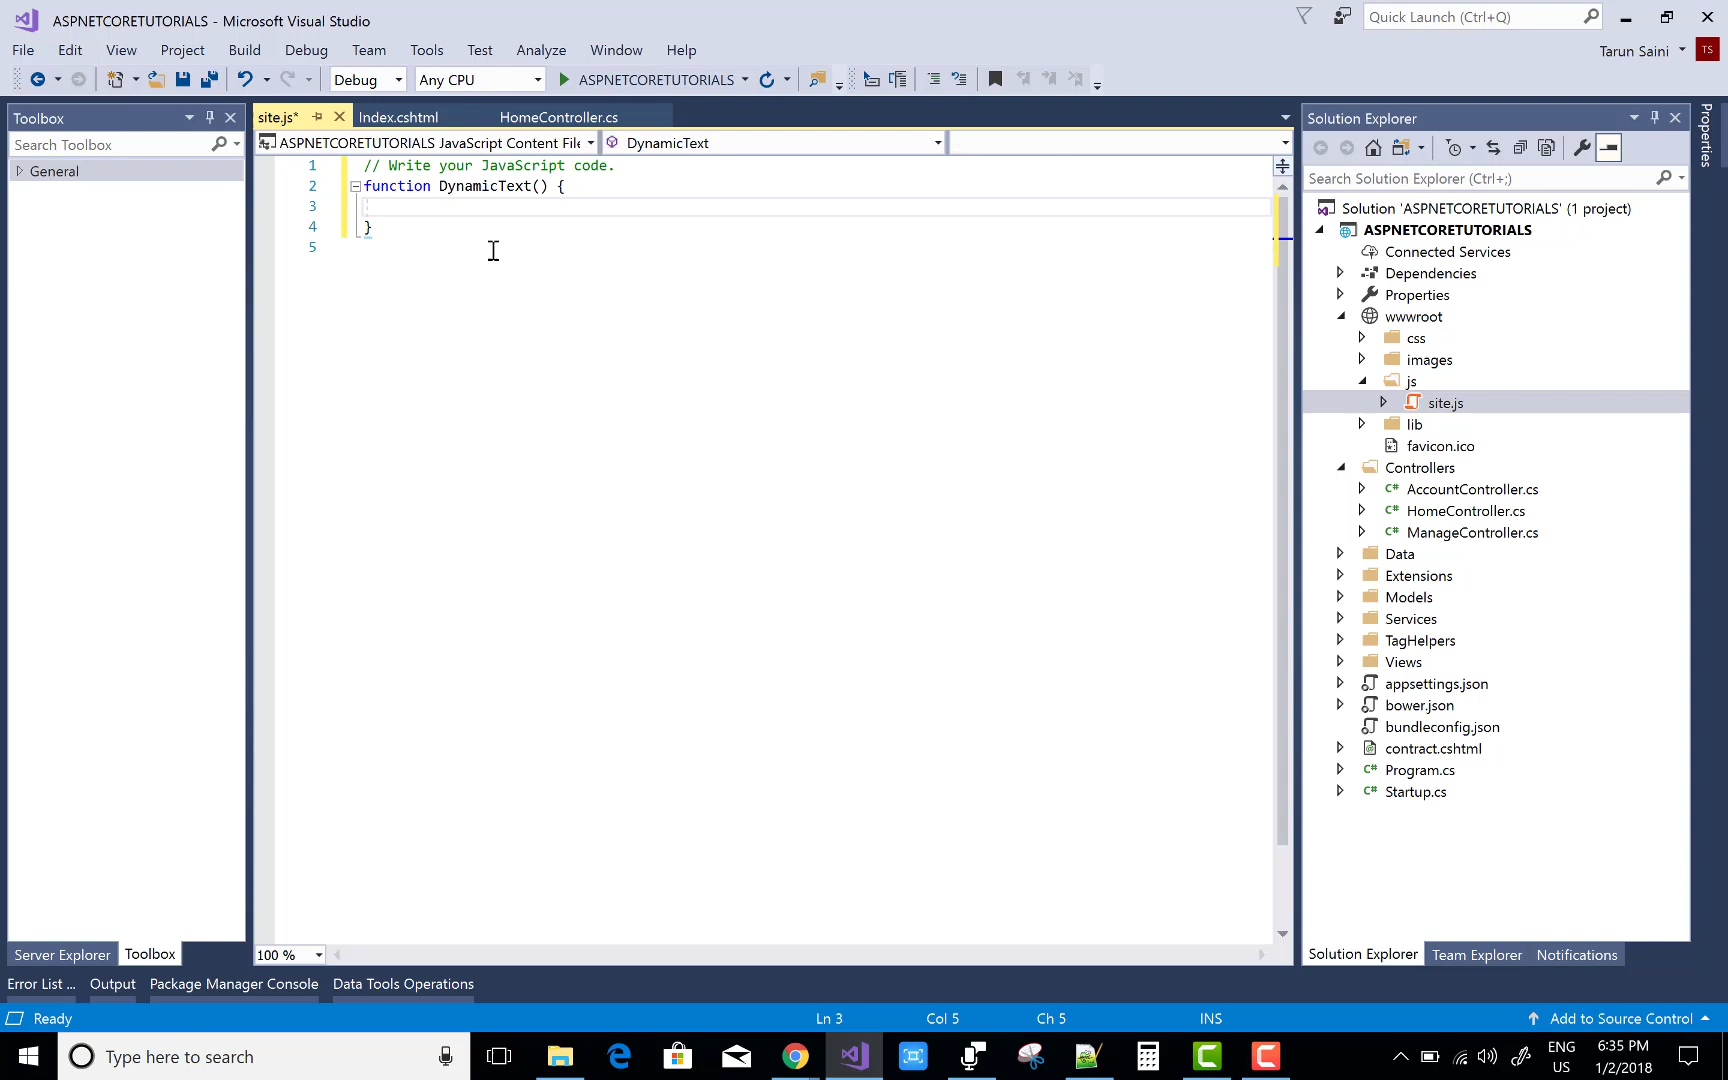 ASPNETCORETUTORIALS - Microsoft Visual Studio
Quick Launch (Ctrl+Q)
File Edit View Project Build Debug Team Tools Test Analyze Window Help
Tarun Saini TS
Debug Any CPU ASPNETCORETUTORIALS
Toolbox
Search Toolbox
General
site.js* Index.cshtml HomeController.cs
ASPNETCORETUTORIALS JavaScript Content File DynamicText
1 // Write your JavaScript code.
2 function DynamicText() {
3
4 }
5
100 %
Solution Explorer
Search Solution Explorer (Ctrl+;)
Solution 'ASPNETCORETUTORIALS' (1 project)
ASPNETCORETUTORIALS
Connected Services
Dependencies
Properties
wwwroot
css
images
js
site.js
lib
favicon.ico
Controllers
C# AccountController.cs
C# HomeController.cs
C# ManageController.cs
Data
Extensions
Models
Services
TagHelpers
Views
appsettings.json
bower.json
bundleconfig.json
contract.cshtml
C# Program.cs
C# Startup.cs
Properties
Server Explorer Toolbox
Solution Explorer Team Explorer Notifications
Error List ... Output Package Manager Console Data Tools Operations
Ready Ln 3 Col 5 Ch 5 INS Add to Source Control
Type here to search
ENG
US
6:35 PM
1/2/2018